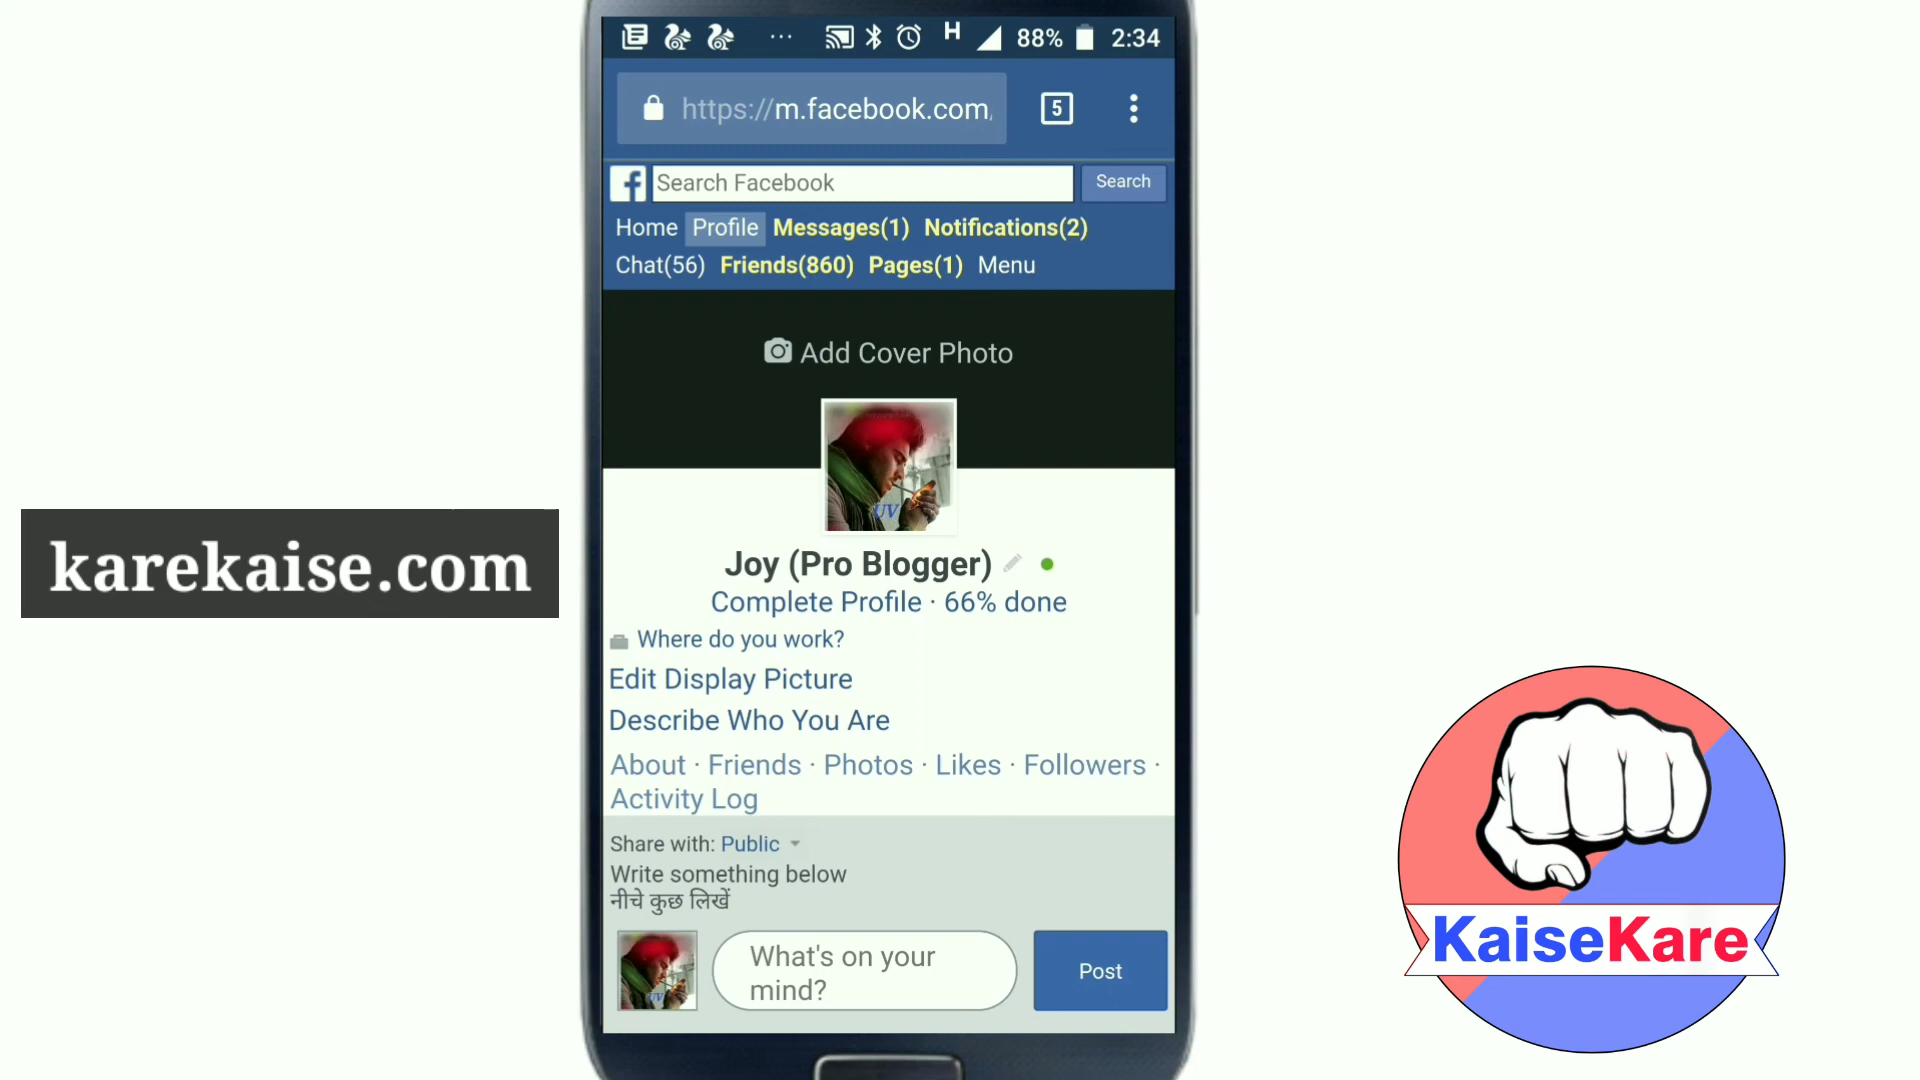 H 88% 2:34
https://m.facebook.com/
5
Search Facebook Search
Home Profile Messages(1) Notifications(2)
Chat(56) Friends(860) Pages(1) Menu
Add Cover Photo
UV
Joy (Pro Blogger)
Complete Profile · 66% done
Where do you work?
Edit Display Picture
Describe Who You Are
About · Friends · Photos · Likes · Followers ·
Activity Log
Share with: Public
Write something below
नीचे कुछ लिखें
UV
What's on your
mind?
Post
karekaise.com
KaiseKare